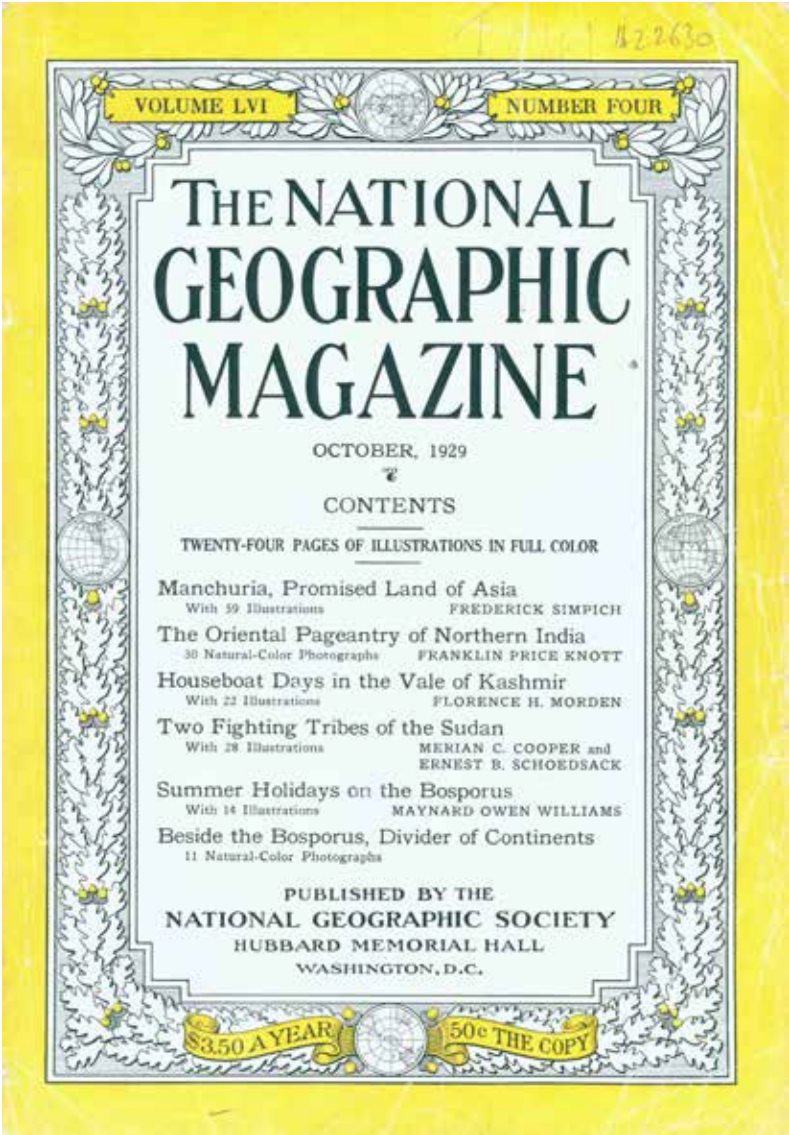 B22630
VOLUME LVI
NUMBER FOUR
THE NATIONAL
GEOGRAPHIC
MAGAZINE
OCTOBER, 1929
CONTENTS
TWENTY-FOUR PAGES OF ILLUSTRATIONS IN FULL COLOR
Manchuria, Promised Land of Asia
With 59 Illustrations FREDERICK SIMPICH
The Oriental Pageantry of Northern India
30 Natural-Color Photographs FRANKLIN PRICE KNOTT
Houseboat Days in the Vale of Kashmir
With 22 Illustrations FLORENCE H. MORDEN
Two Fighting Tribes of the Sudan
With 28 Illustrations MERIAN C. COOPER and
ERNEST B. SCHOEDSACK
Summer Holidays on the Bosporus
With 14 Illustrations MAYNARD OWEN WILLIAMS
Beside the Bosporus, Divider of Continents
11 Natural-Color Photographs
PUBLISHED BY THE
NATIONAL GEOGRAPHIC SOCIETY
HUBBARD MEMORIAL HALL
WASHINGTON, D.C.
$3.50 A YEAR
50c THE COPY